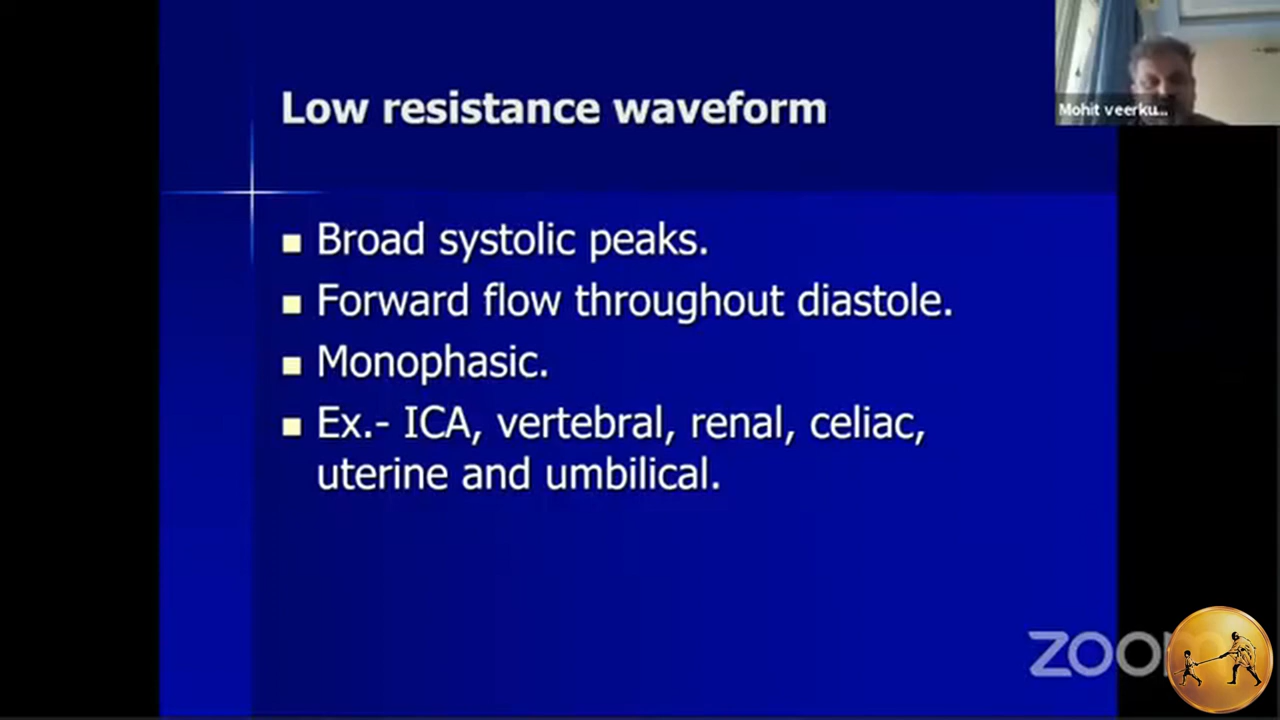 Low resistance waveform
Mohit veerku...
Broad systolic peaks.
Forward flow throughout diastole.
Monophasic.
Ex.- ICA, vertebral, renal, celiac,
uterine and umbilical.